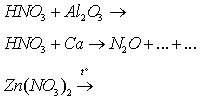 HNO₃ + Al₂O₃ →
HNO₃ + Ca → N₂O + ... + ...
Zn(NO₃)₂ →^{t°}